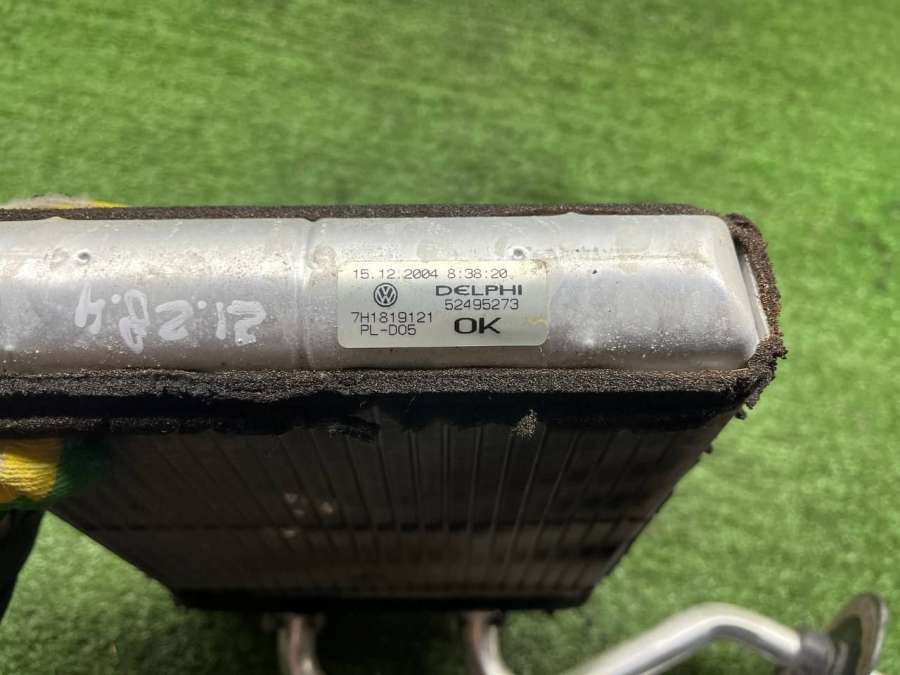 15.12.2004 8:38:20
DELPHI
52495273
7H1819121
PL-D05
OK